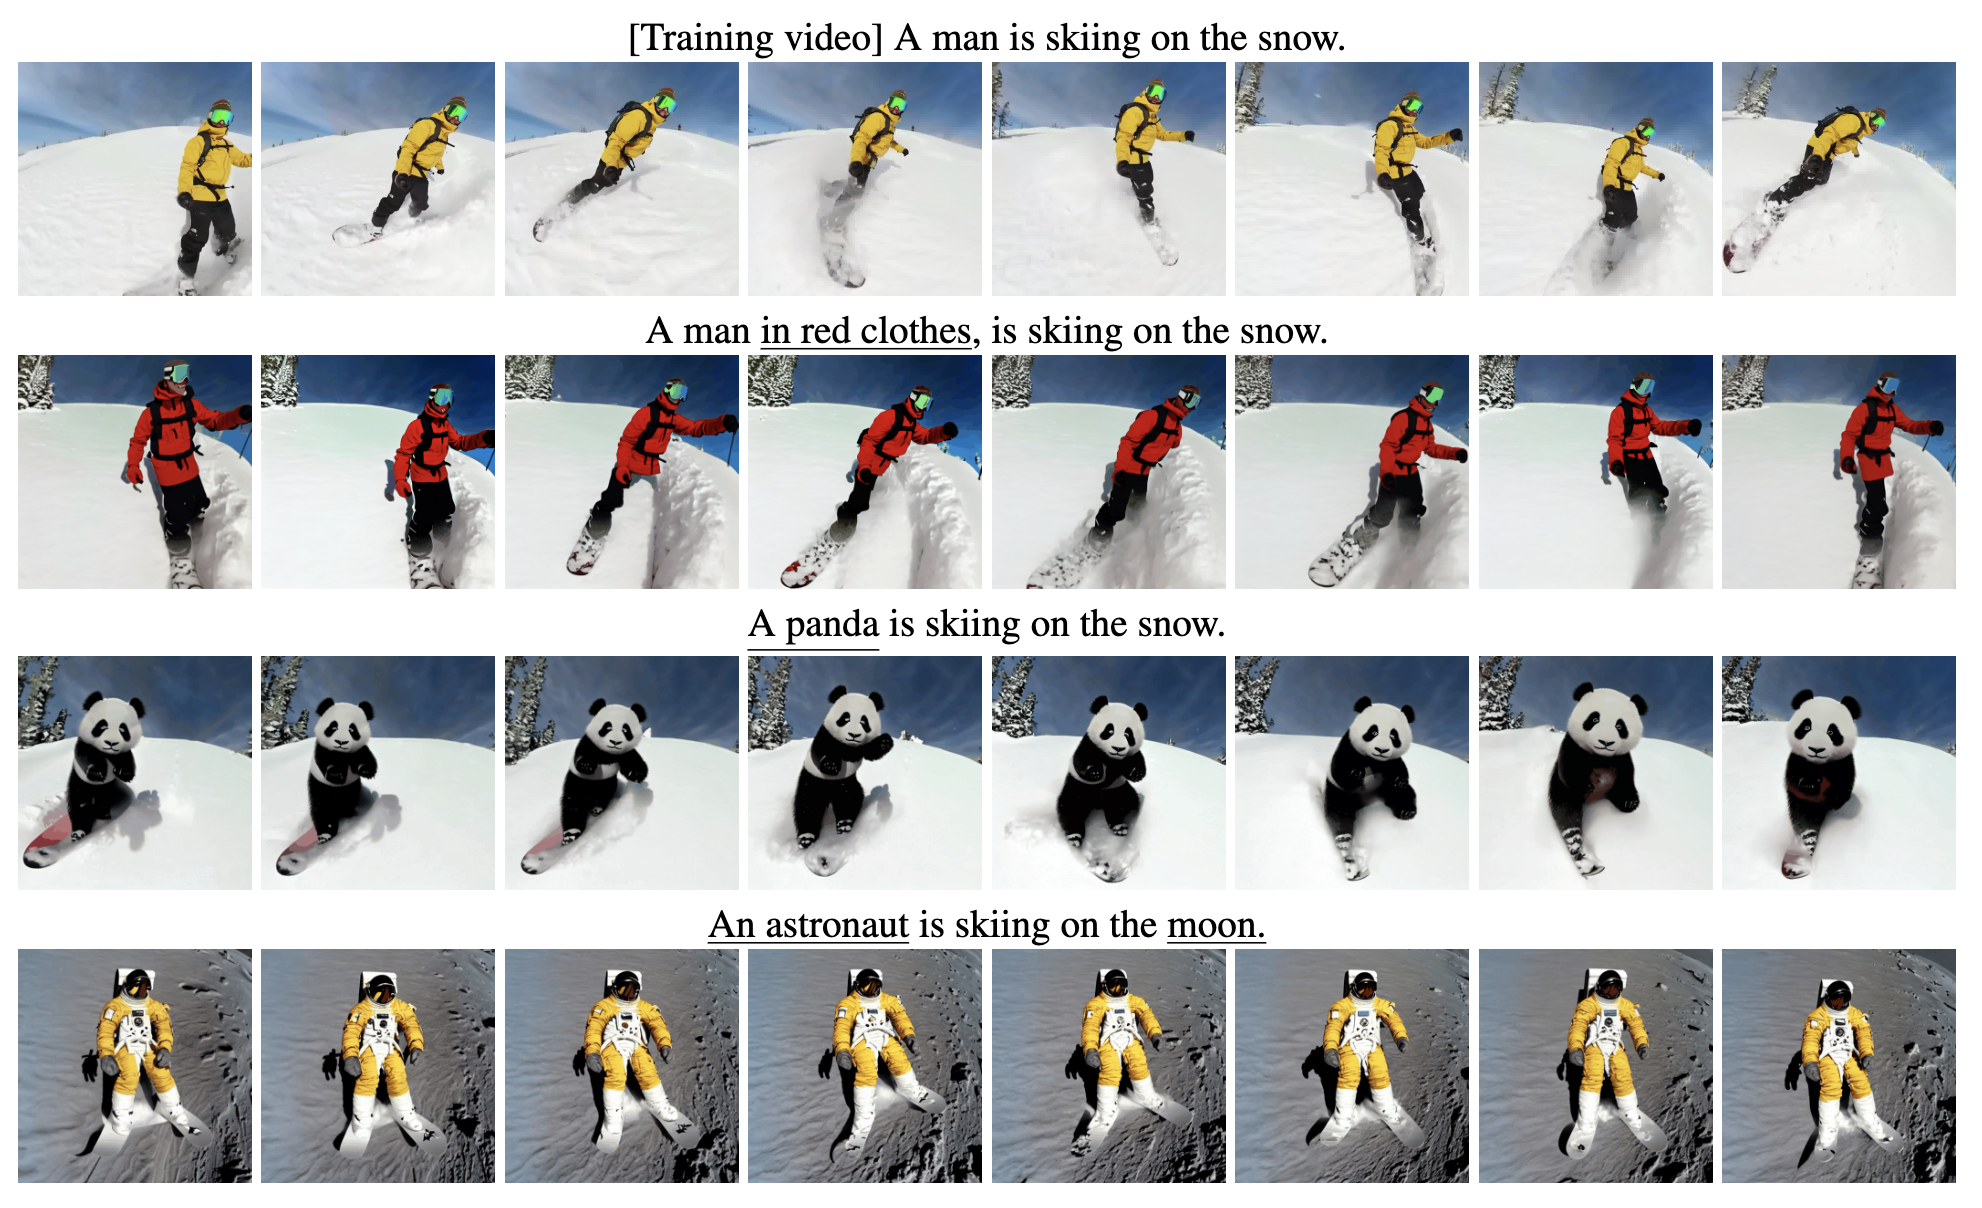 [Training video] A man is skiing on the snow.
A man in red clothes, is skiing on the snow.
A panda is skiing on the snow.
An astronaut is skiing on the moon.